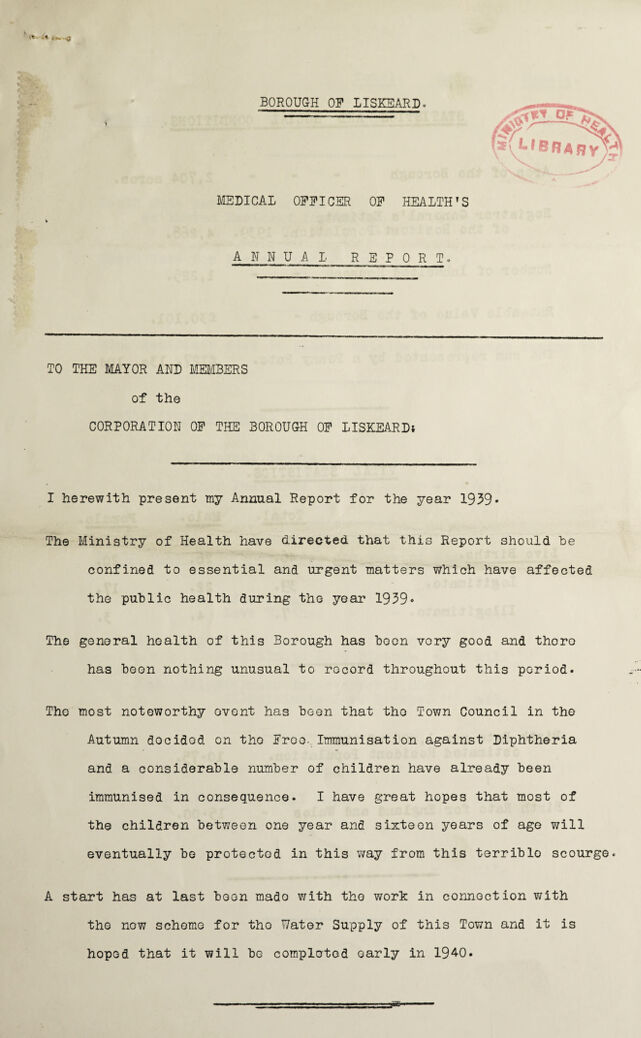 BOROUGH OF LISKEARD.
MINISTRY OF HEALTH
LIBRARY
MEDICAL OFFICER OF HEALTH'S
ANNUAL REPORT.
TO THE MAYOR AND MEMBERS
of the
CORPORATION OF THE BOROUGH OF LISKEARD:
I herewith present my Annual Report for the year 1939.
The Ministry of Health have directed that this Report should be
confined to essential and urgent matters which have affected
the public health during the year 1939.
The general health of this Borough has been very good and there
has been nothing unusual to record throughout this period.
The most noteworthy event has been that the Town Council in the
Autumn decided on the Free Immunisation against Diphtheria
and a considerable number of children have already been
immunised in consequence. I have great hopes that most of
the children between one year and sixteen years of age will
eventually be protected in this way from this terrible scourge.
A start has at last been made with the work in connection with
the new scheme for the Water Supply of this Town and it is
hoped that it will be completed early in 1940.